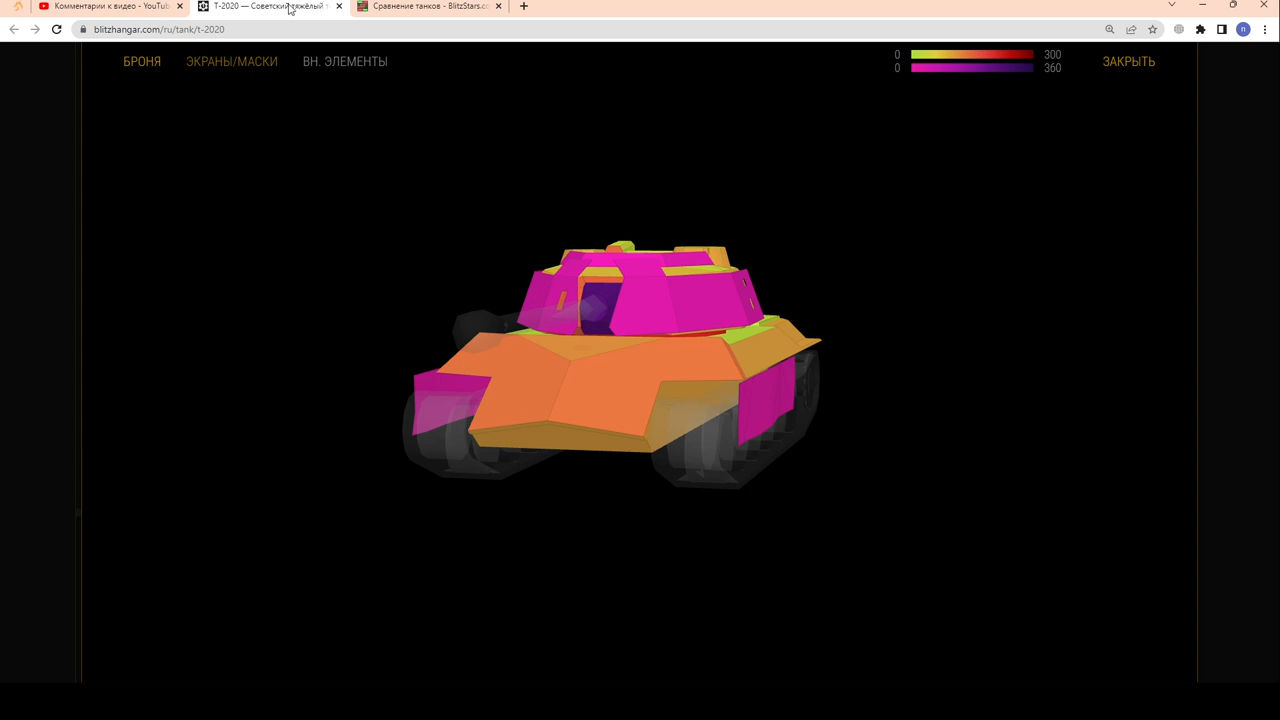 Комментарии к видео - YouTub
T-2020 — Советский тяжёлый т
Сравнение танков - BlitzStars.co
blitzhangar.com/ru/tank/t-2020
n
БРОНЯ ЭКРАНЫ/МАСКИ ВН. ЭЛЕМЕНТЫ
0 300
0 360
ЗАКРЫТЬ